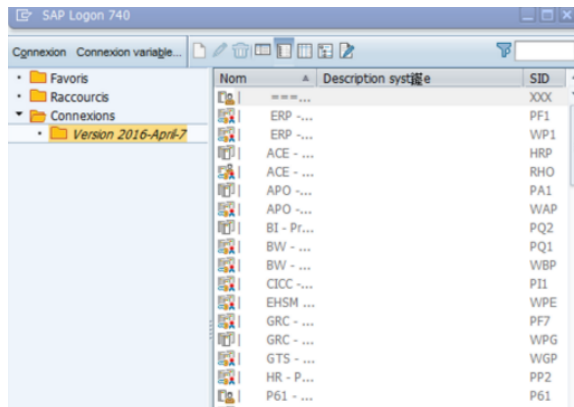 SAP Logon 740
Connexion Connexion variable...
Favoris
Raccourcis
Connexions
Version 2016-April-7
Nom Description SID
===... XXX
ERP -... PF1
ERP -... WP1
ACE - ... HRP
ACE - ... RHO
APO -... PA1
APO -... WAP
BI - Pr... PQ2
BW - ... PQ1
BW - ... WBP
CICC -... PI1
EHSM ... WPE
GRC - ... PF7
GRC - ... WPG
GTS - ... WGP
HR - P... PP2
P61 - ... P61